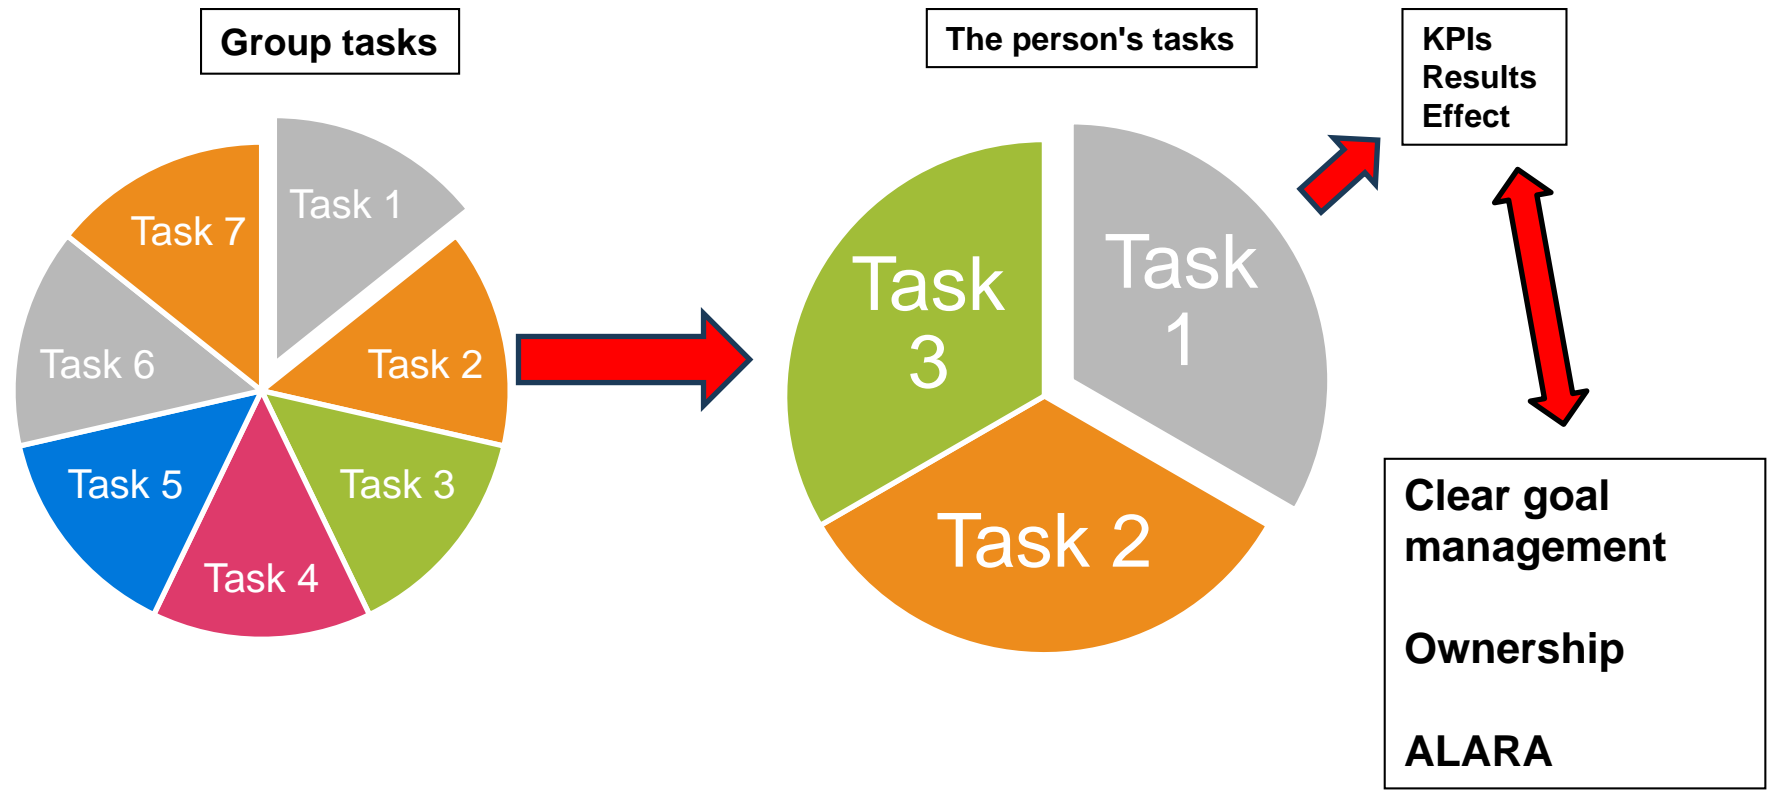 Group tasks
Task 1
Task 2
Task 3
Task 4
Task 5
Task 6
Task 7
The person's tasks
Task
1
Task 2
Task
3
KPIs
Results
Effect
Clear goal
management
Ownership
ALARA